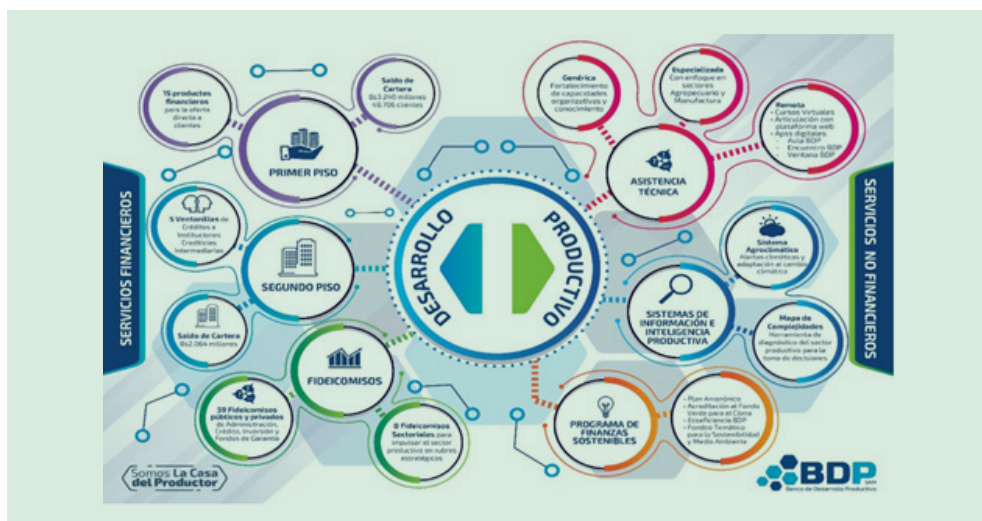 SERVICIOS FINANCIEROS
15 productos
financieros
para la oferta
directa a
clientes
Saldo de
Cartera
Bs3.240 millones
48.706 clientes
PRIMER PISO
5 Ventanillas de
Créditos a
Instituciones
Crediticias
Intermediarias
SEGUNDO PISO
Saldo de Cartera
Bs2.064 millones
FIDEICOMISOS
39 Fideicomisos
públicos y privados
de Administración,
Crédito, Inversión y
Fondos de Garantía
8 Fideicomisos
Sectoriales para
impulsar el sector
productivo en rubros
estratégicos
DESARROLLO
PRODUCTIVO
Genérica
Fortalecimiento
de capacidades
organizativas y
conocimiento
Especializada
Con enfoque en
sectores
Agropecuario y
Manufactura
Remota
- Cursos Virtuales
- Articulación con
plataforma web
- Apps digitales:
- Aula BDP
- Encuentro BDP
- Ventana BDP
ASISTENCIA
TÉCNICA
Sistema
Agroclimático
Alertas climáticas y
adaptación al cambio
climático
SISTEMAS DE
INFORMACIÓN E
INTELIGENCIA
PRODUCTIVA
Mapa de
Complejidades
Herramienta de
diagnóstico del sector
productivo para la
toma de decisiones
PROGRAMA DE
FINANZAS
SOSTENIBLES
- Plan Amazónico
- Acreditación al Fondo
Verde para el Clima
- Ecoeficiencia BDP
- Fondos Temático
para la Sostenibilidad
y Medio Ambiente
SERVICIOS NO FINANCIEROS
Somos La Casa
del Productor
BDP
SAM
Banco de Desarrollo Productivo